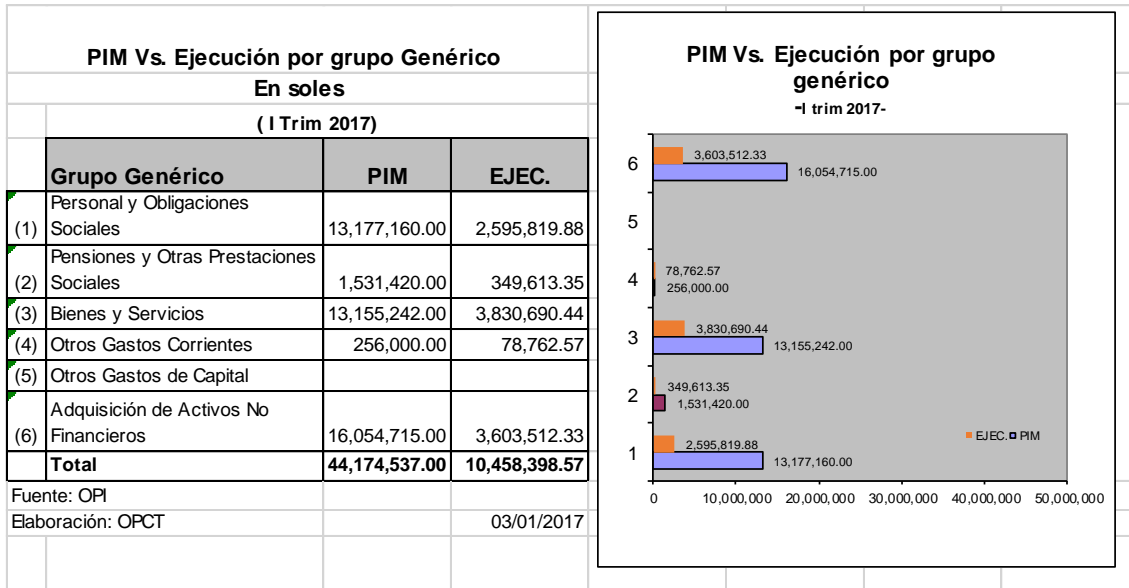 PIM Vs. Ejecución por grupo Genérico
En soles
( I Trim 2017)
Grupo Genérico PIM EJEC.
Personal y Obligaciones
(1) Sociales 13,177,160.00 2,595,819.88
Pensiones y Otras Prestaciones
(2) Sociales 1,531,420.00 349,613.35
(3) Bienes y Servicios 13,155,242.00 3,830,690.44
(4) Otros Gastos Corrientes 256,000.00 78,762.57
(5) Otros Gastos de Capital
Adquisición de Activos No
(6) Financieros 16,054,715.00 3,603,512.33
Total 44,174,537.00 10,458,398.57
Fuente: OPI
Elaboración: OPCT 03/01/2017
PIM Vs. Ejecución por grupo
genérico
-I trim 2017-
6 3,603,512.33
16,054,715.00
5
4 78,762.57
256,000.00
3 3,830,690.44
13,155,242.00
2 349,613.35
1,531,420.00
EJEC. PIM
1 2,595,819.88
13,177,160.00
0 10,000,000 20,000,000 30,000,000 40,000,000 50,000,000